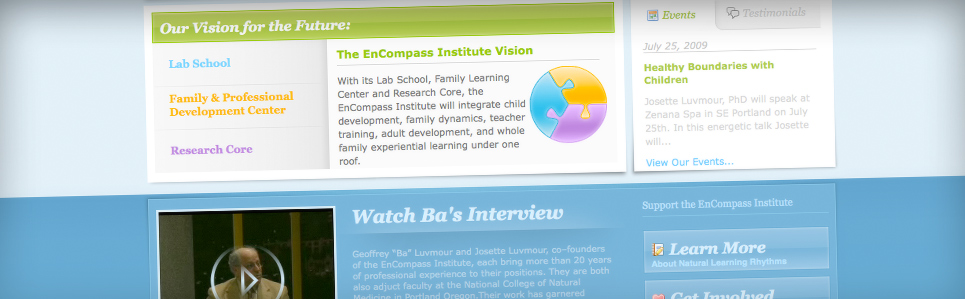 Our Vision for the Future:
Lab School
Family & Professional
Development Center
Research Core
The EnCompass Institute Vision
With its Lab School, Family Learning
Center and Research Core, the
EnCompass Institute will integrate child
development, family dynamics, teacher
training, adult development, and whole
family experiential learning under one
roof.
Events
Testimonials
July 25, 2009
Healthy Boundaries with
Children
Josette Luvmour, PhD will speak at
Zenana Spa in SE Portland on July
25th. In this energetic talk Josette
will...
View Our Events...
Watch Ba's Interview
Geoffrey "Ba" Luvmour and Josette Luvmour, co-founders
of the EnCompass Institute, each bring more than 20 years
of professional experience to their positions. They are both
also adjuct faculty at the National College of Natural
Medicine in Portland Oregon.Their work has garnered
Support the EnCompass Institute
Learn More
About Natural Learning Rhythms
Get Involved